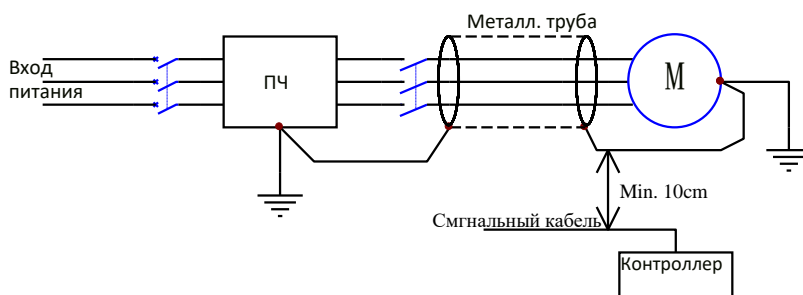 Металл. труба
Вход
питания
ПЧ
M
Min. 10cm
Смгнальный кабель
Контроллер